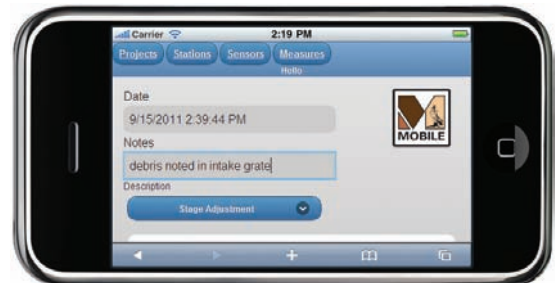 Carrier 2:19 PM
Projects Stations Sensors Measures
Hello
Date
9/15/2011 2:39:44 PM
MOBILE
Notes
debris noted in intake grate
Description
Stage Adjustment